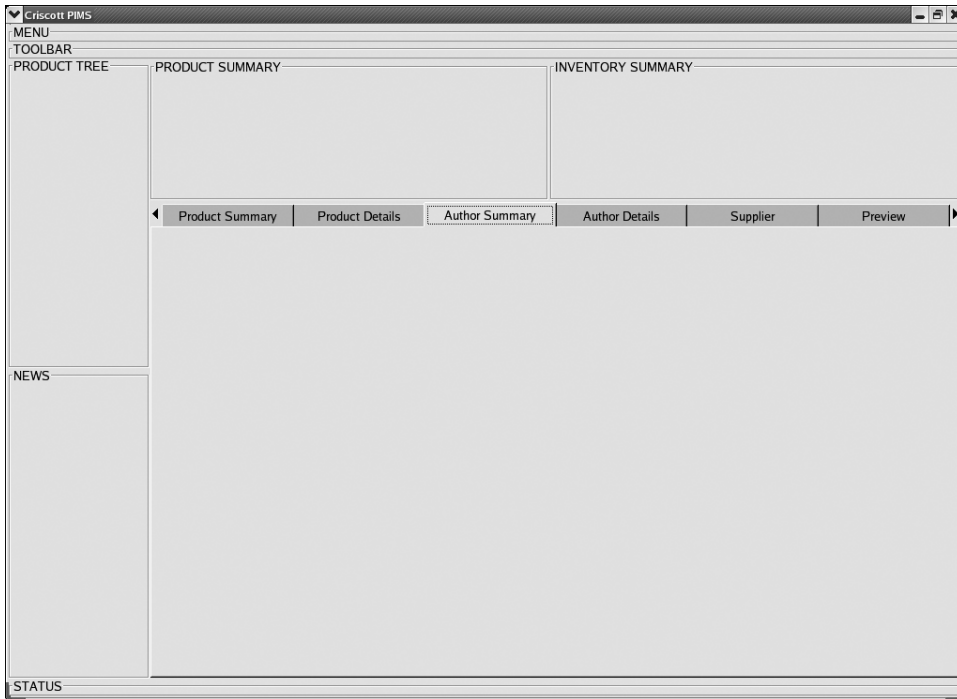 Criscott PIMS
MENU
TOOLBAR
PRODUCT TREE
PRODUCT SUMMARY
INVENTORY SUMMARY
Product Summary Product Details Author Summary Author Details Supplier Preview
NEWS
STATUS